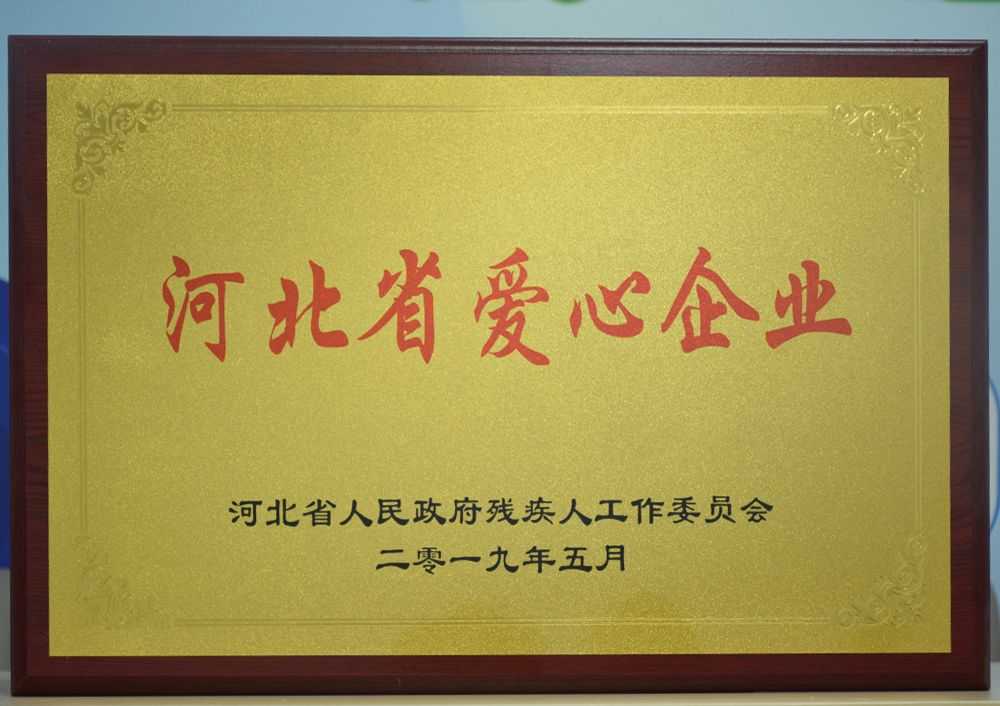 河北省爱心企业
河北省人民政府残疾人工作委员会
二零一九年五月